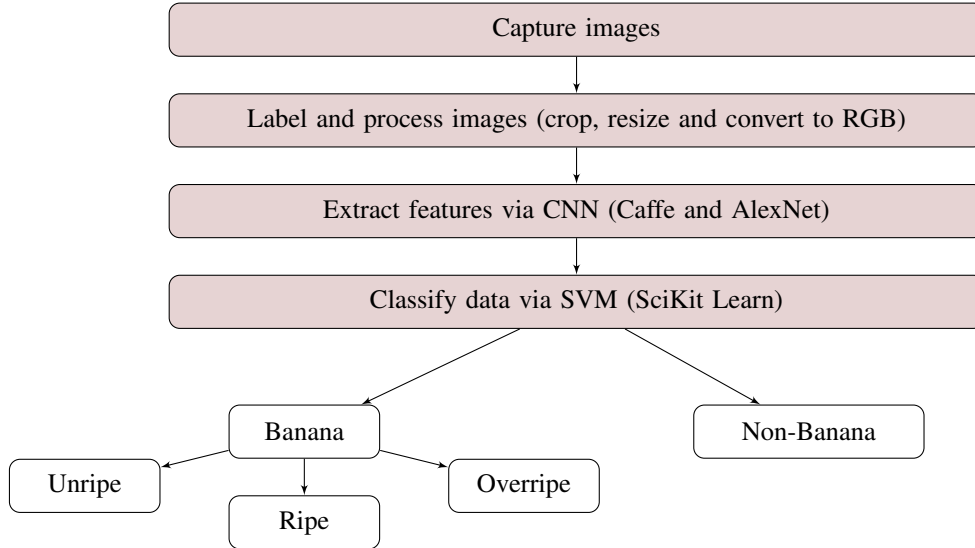 Capture images
Label and process images (crop, resize and convert to RGB)
Extract features via CNN (Caffe and AlexNet)
Classify data via SVM (SciKit Learn)
Banana
Non-Banana
Unripe
Ripe
Overripe